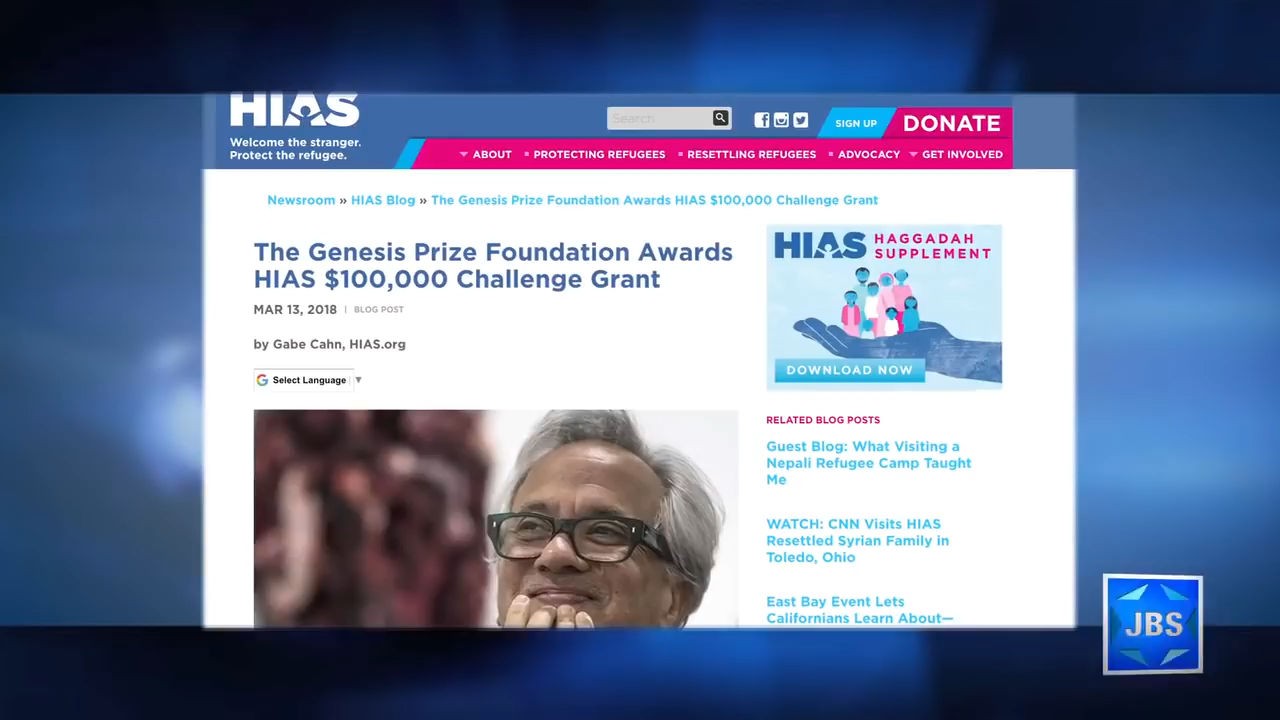 HIAS
Welcome the stranger.
Protect the refugee.
Search
SIGN UP
DONATE
ABOUT
PROTECTING REFUGEES
RESETTLING REFUGEES
ADVOCACY
GET INVOLVED
Newsroom » HIAS Blog » The Genesis Prize Foundation Awards HIAS $100,000 Challenge Grant
The Genesis Prize Foundation Awards
HIAS $100,000 Challenge Grant
MAR 13, 2018 | BLOG POST
by Gabe Cahn, HIAS.org
Select Language
HIAS HAGGADAH
SUPPLEMENT
DOWNLOAD NOW
RELATED BLOG POSTS
Guest Blog: What Visiting a
Nepali Refugee Camp Taught
Me
WATCH: CNN Visits HIAS
Resettled Syrian Family in
Toledo, Ohio
East Bay Event Lets
Californians Learn About—
JBS